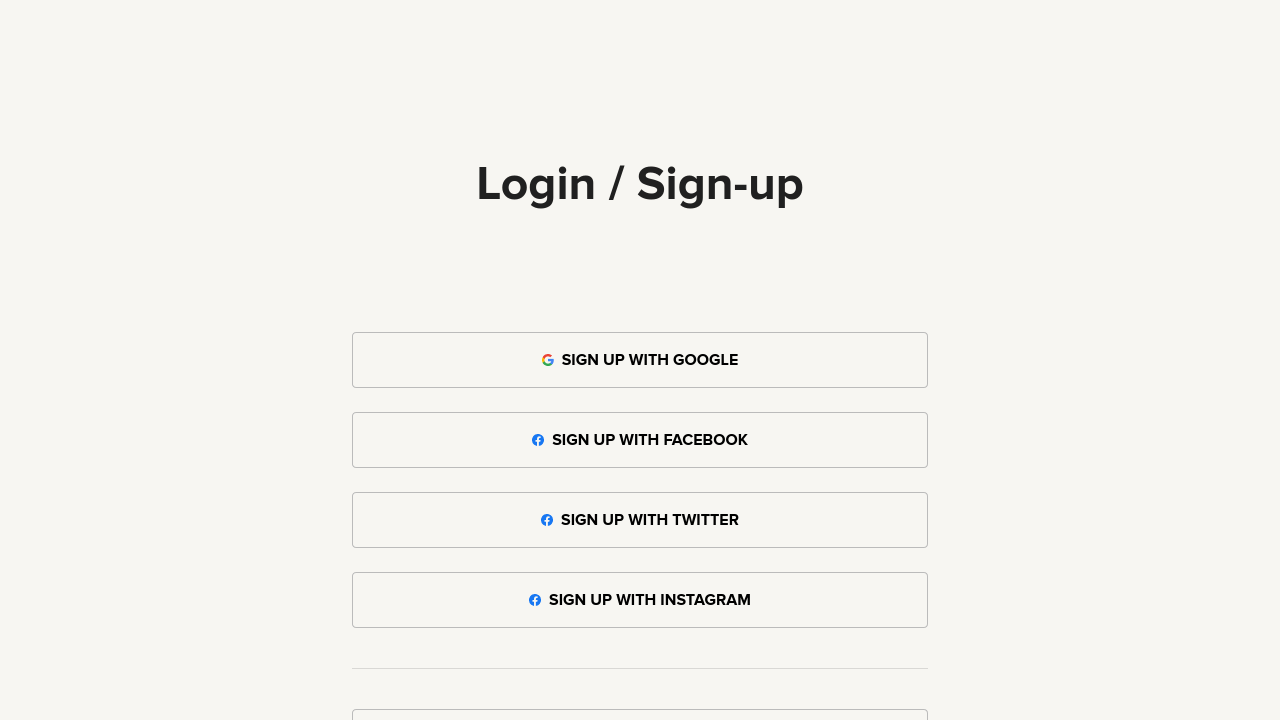 Login / Sign-up
SIGN UP WITH GOOGLE
SIGN UP WITH FACEBOOK
SIGN UP WITH TWITTER
SIGN UP WITH INSTAGRAM